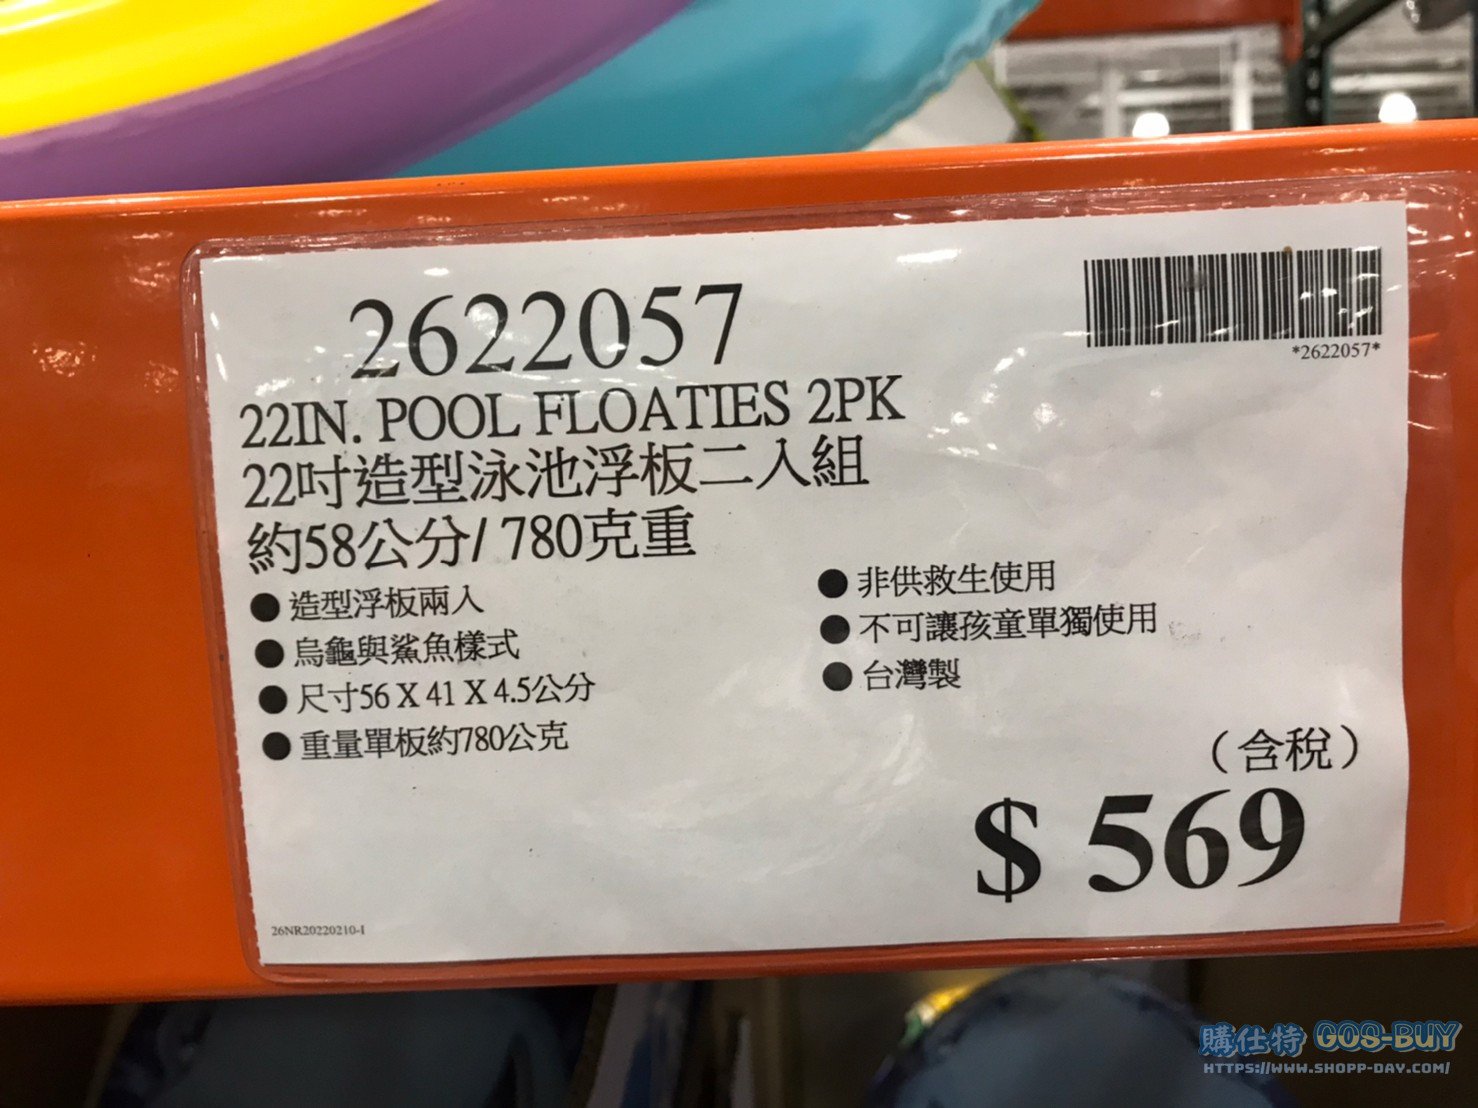 2622057
*2622057*
22IN. POOL FLOATIES 2PK
22吋造型泳池浮板二入組
約58公分/ 780克重
● 造型浮板兩入
● 烏龜與鯊魚樣式
● 尺寸56 X 41 X 4.5公分
● 重量單板約780公克
● 非供救生使用
● 不可讓孩童單獨使用
● 台灣製
（含稅）
$ 569
26NR20220210-1
購仕特 GOS-BUY
HTTPS://WWW.SHOPP-DAY.COM/